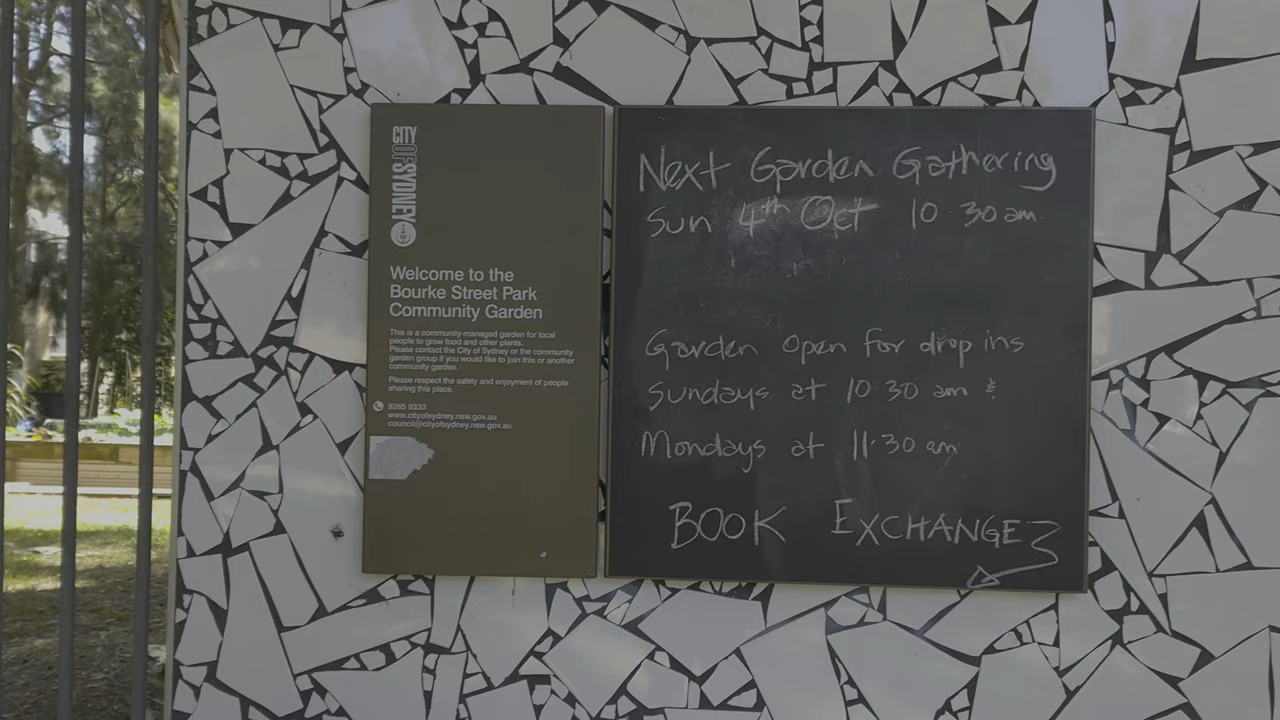 CITY OF SYDNEY
Welcome to the
Bourke Street Park
Community Garden
This is a community-managed garden for local
people to grow food and other plants.
Please contact the City of Sydney or the community
garden group if you would like to join this or another
community garden.
Please respect the safety and enjoyment of people
sharing this place.
9265 9333
www.cityofsydney.nsw.gov.au
council@cityofsydney.nsw.gov.au
Next Garden Gathering
Sun 4th Oct 10.30am.
Garden Open for drop ins
Sundays at 10 30 am &
Mondays at 11.30 am
BOOK EXCHANGE